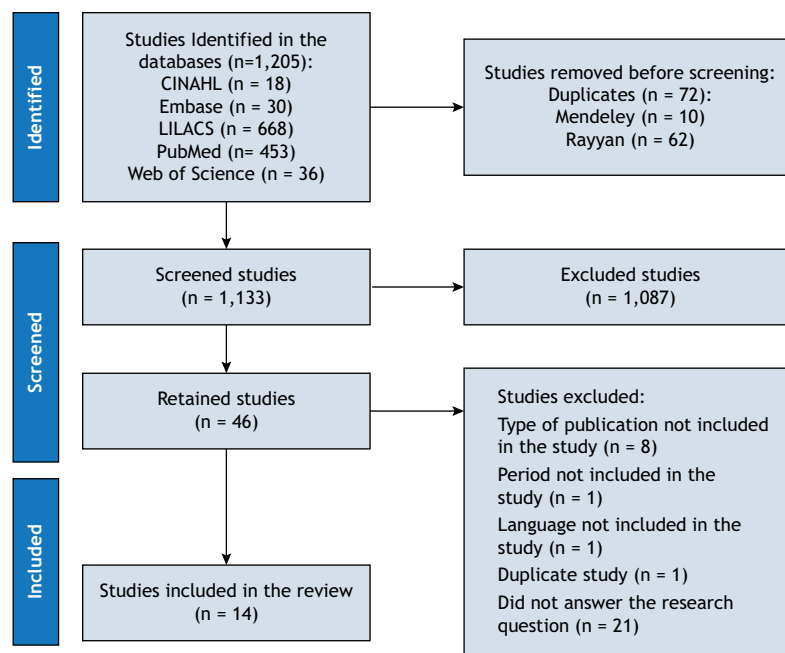 Identified
Studies Identified in the
databases (n=1,205):
CINAHL (n = 18)
Embase (n = 30)
LILACS (n = 668)
PubMed (n= 453)
Web of Science (n = 36)
Studies removed before screening:
Duplicates (n = 72):
Mendeley (n = 10)
Rayyan (n = 62)
Screened
Screened studies
(n = 1,133)
Excluded studies
(n = 1,087)
Retained studies
(n = 46)
Studies excluded:
Type of publication not included
in the study (n = 8)
Period not included in the
study (n = 1)
Language not included in the
study (n = 1)
Duplicate study (n = 1)
Did not answer the research
question (n = 21)
Included
Studies included in the review
(n = 14)